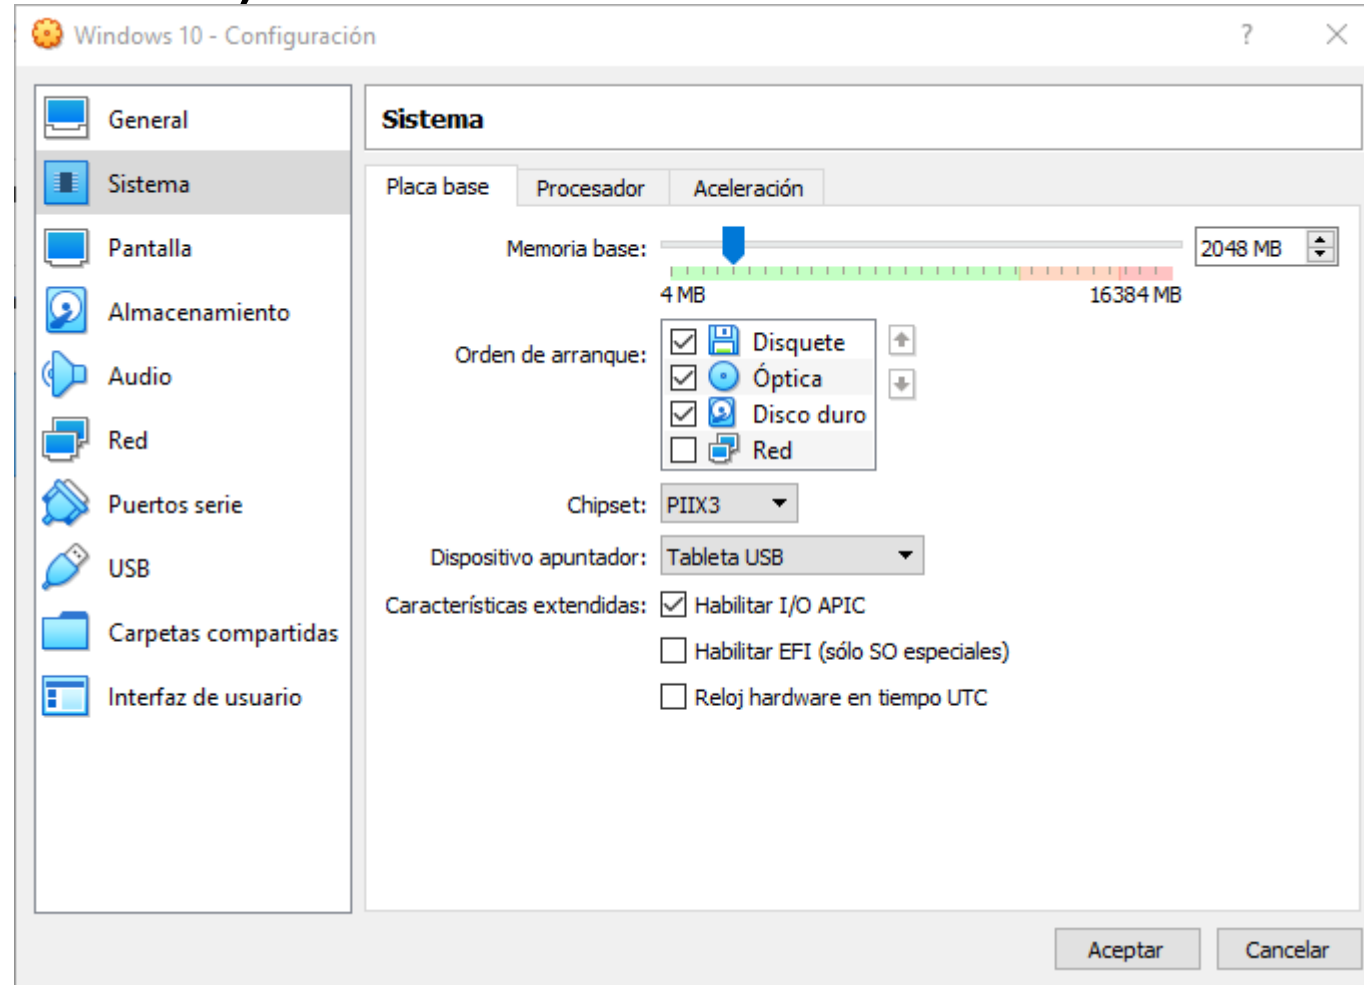 Windows 10 - Configuración
?
General
Sistema
Pantalla
Almacenamiento
Audio
Red
Puertos serie
USB
Carpetas compartidas
Interfaz de usuario
Sistema
Placa base Procesador Aceleración
Memoria base: 2048 MB
4 MB 16384 MB
Orden de arranque: Disquete
Óptica
Disco duro
Red
Chipset: PIIX3
Dispositivo apuntador: Tableta USB
Características extendidas: Habilitar I/O APIC
Habilitar EFI (sólo SO especiales)
Reloj hardware en tiempo UTC
Aceptar Cancelar